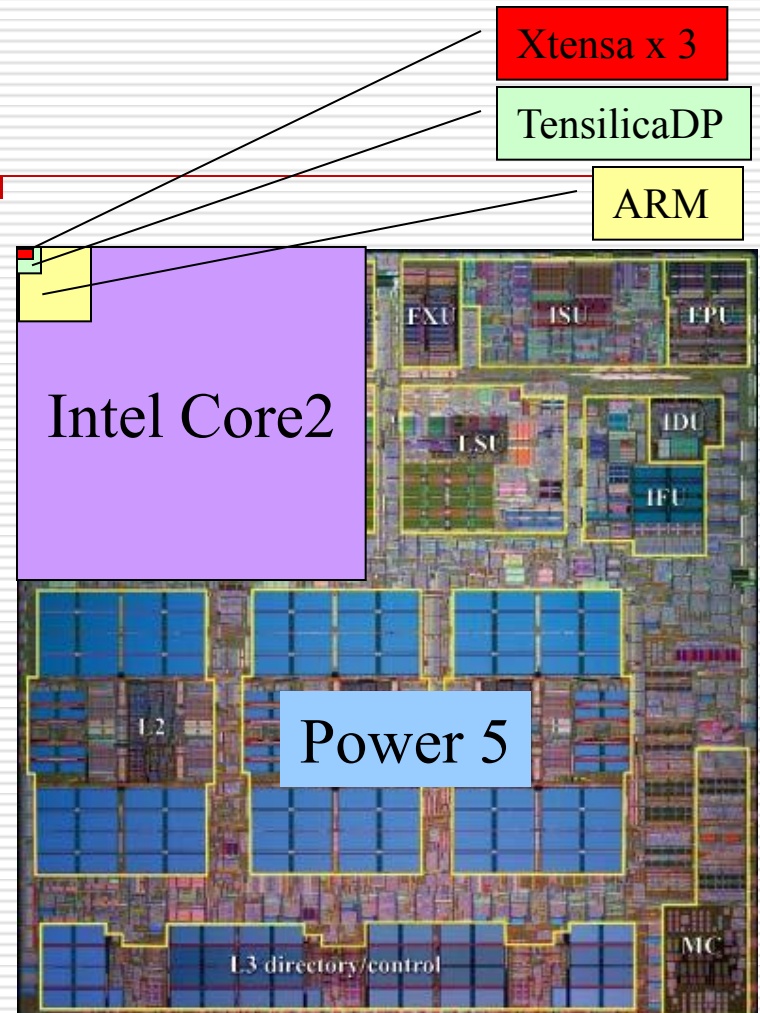 Xtensa x 3
TensilicaDP
ARM
FXU
ISU
FPU
Intel Core2
LSU
IDU
IFU
L2
Power 5
L3 directory/control
MC